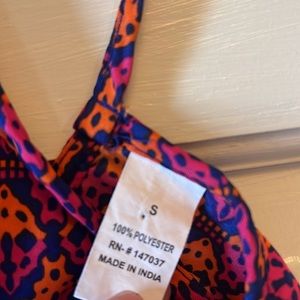 S
100% POLYESTER
RN-# 147037
MADE IN INDIA